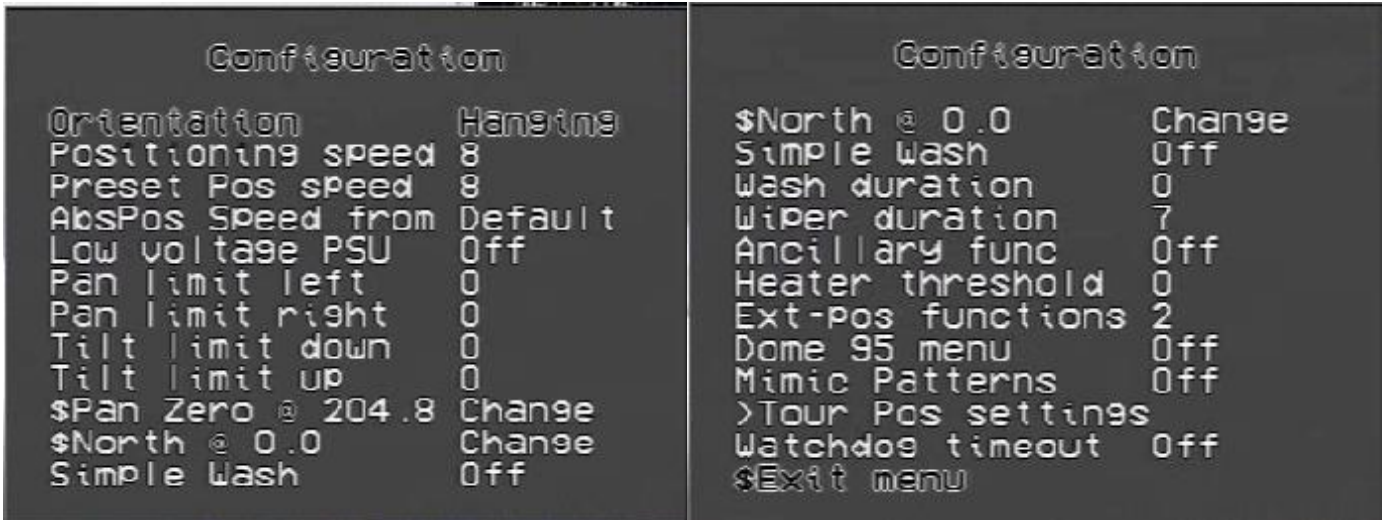 Configuration
Orientation Hanging
Positioning speed 8
Preset Pos speed 8
AbsPos Speed from Default
Low voltage PSU Off
Pan limit left 0
Pan limit right 0
Tilt limit down 0
Tilt limit up 0
$Pan Zero @ 204.8 Change
$North @ 0.0 Change
Simple Wash Off
Configuration
$North @ 0.0 Change
Simple Wash Off
Wash duration 0
Wiper duration 7
Ancillary func Off
Heater threshold 0
Ext-pos functions 2
Dome 95 menu Off
Mimic Patterns Off
>Tour Pos settings
Watchdog timeout Off
$Exit menu